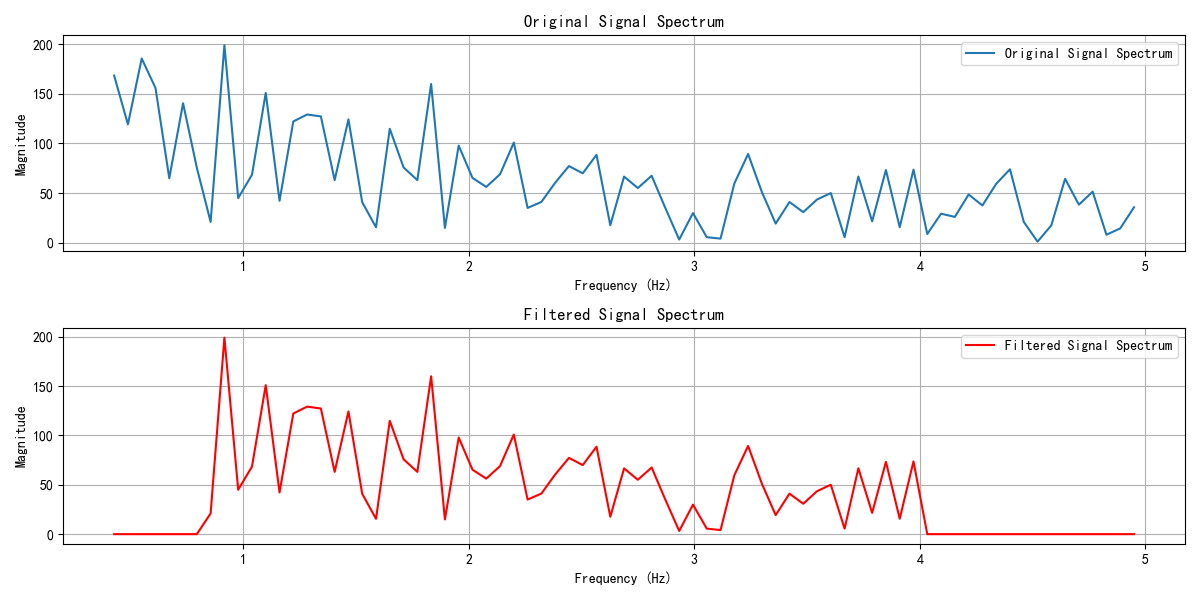 Original Signal Spectrum
Original Signal Spectrum
Magnitude
200
150
100
50
0
1 2 3 4 5
Frequency (Hz)
Filtered Signal Spectrum
Filtered Signal Spectrum
Magnitude
200
150
100
50
0
1 2 3 4 5
Frequency (Hz)